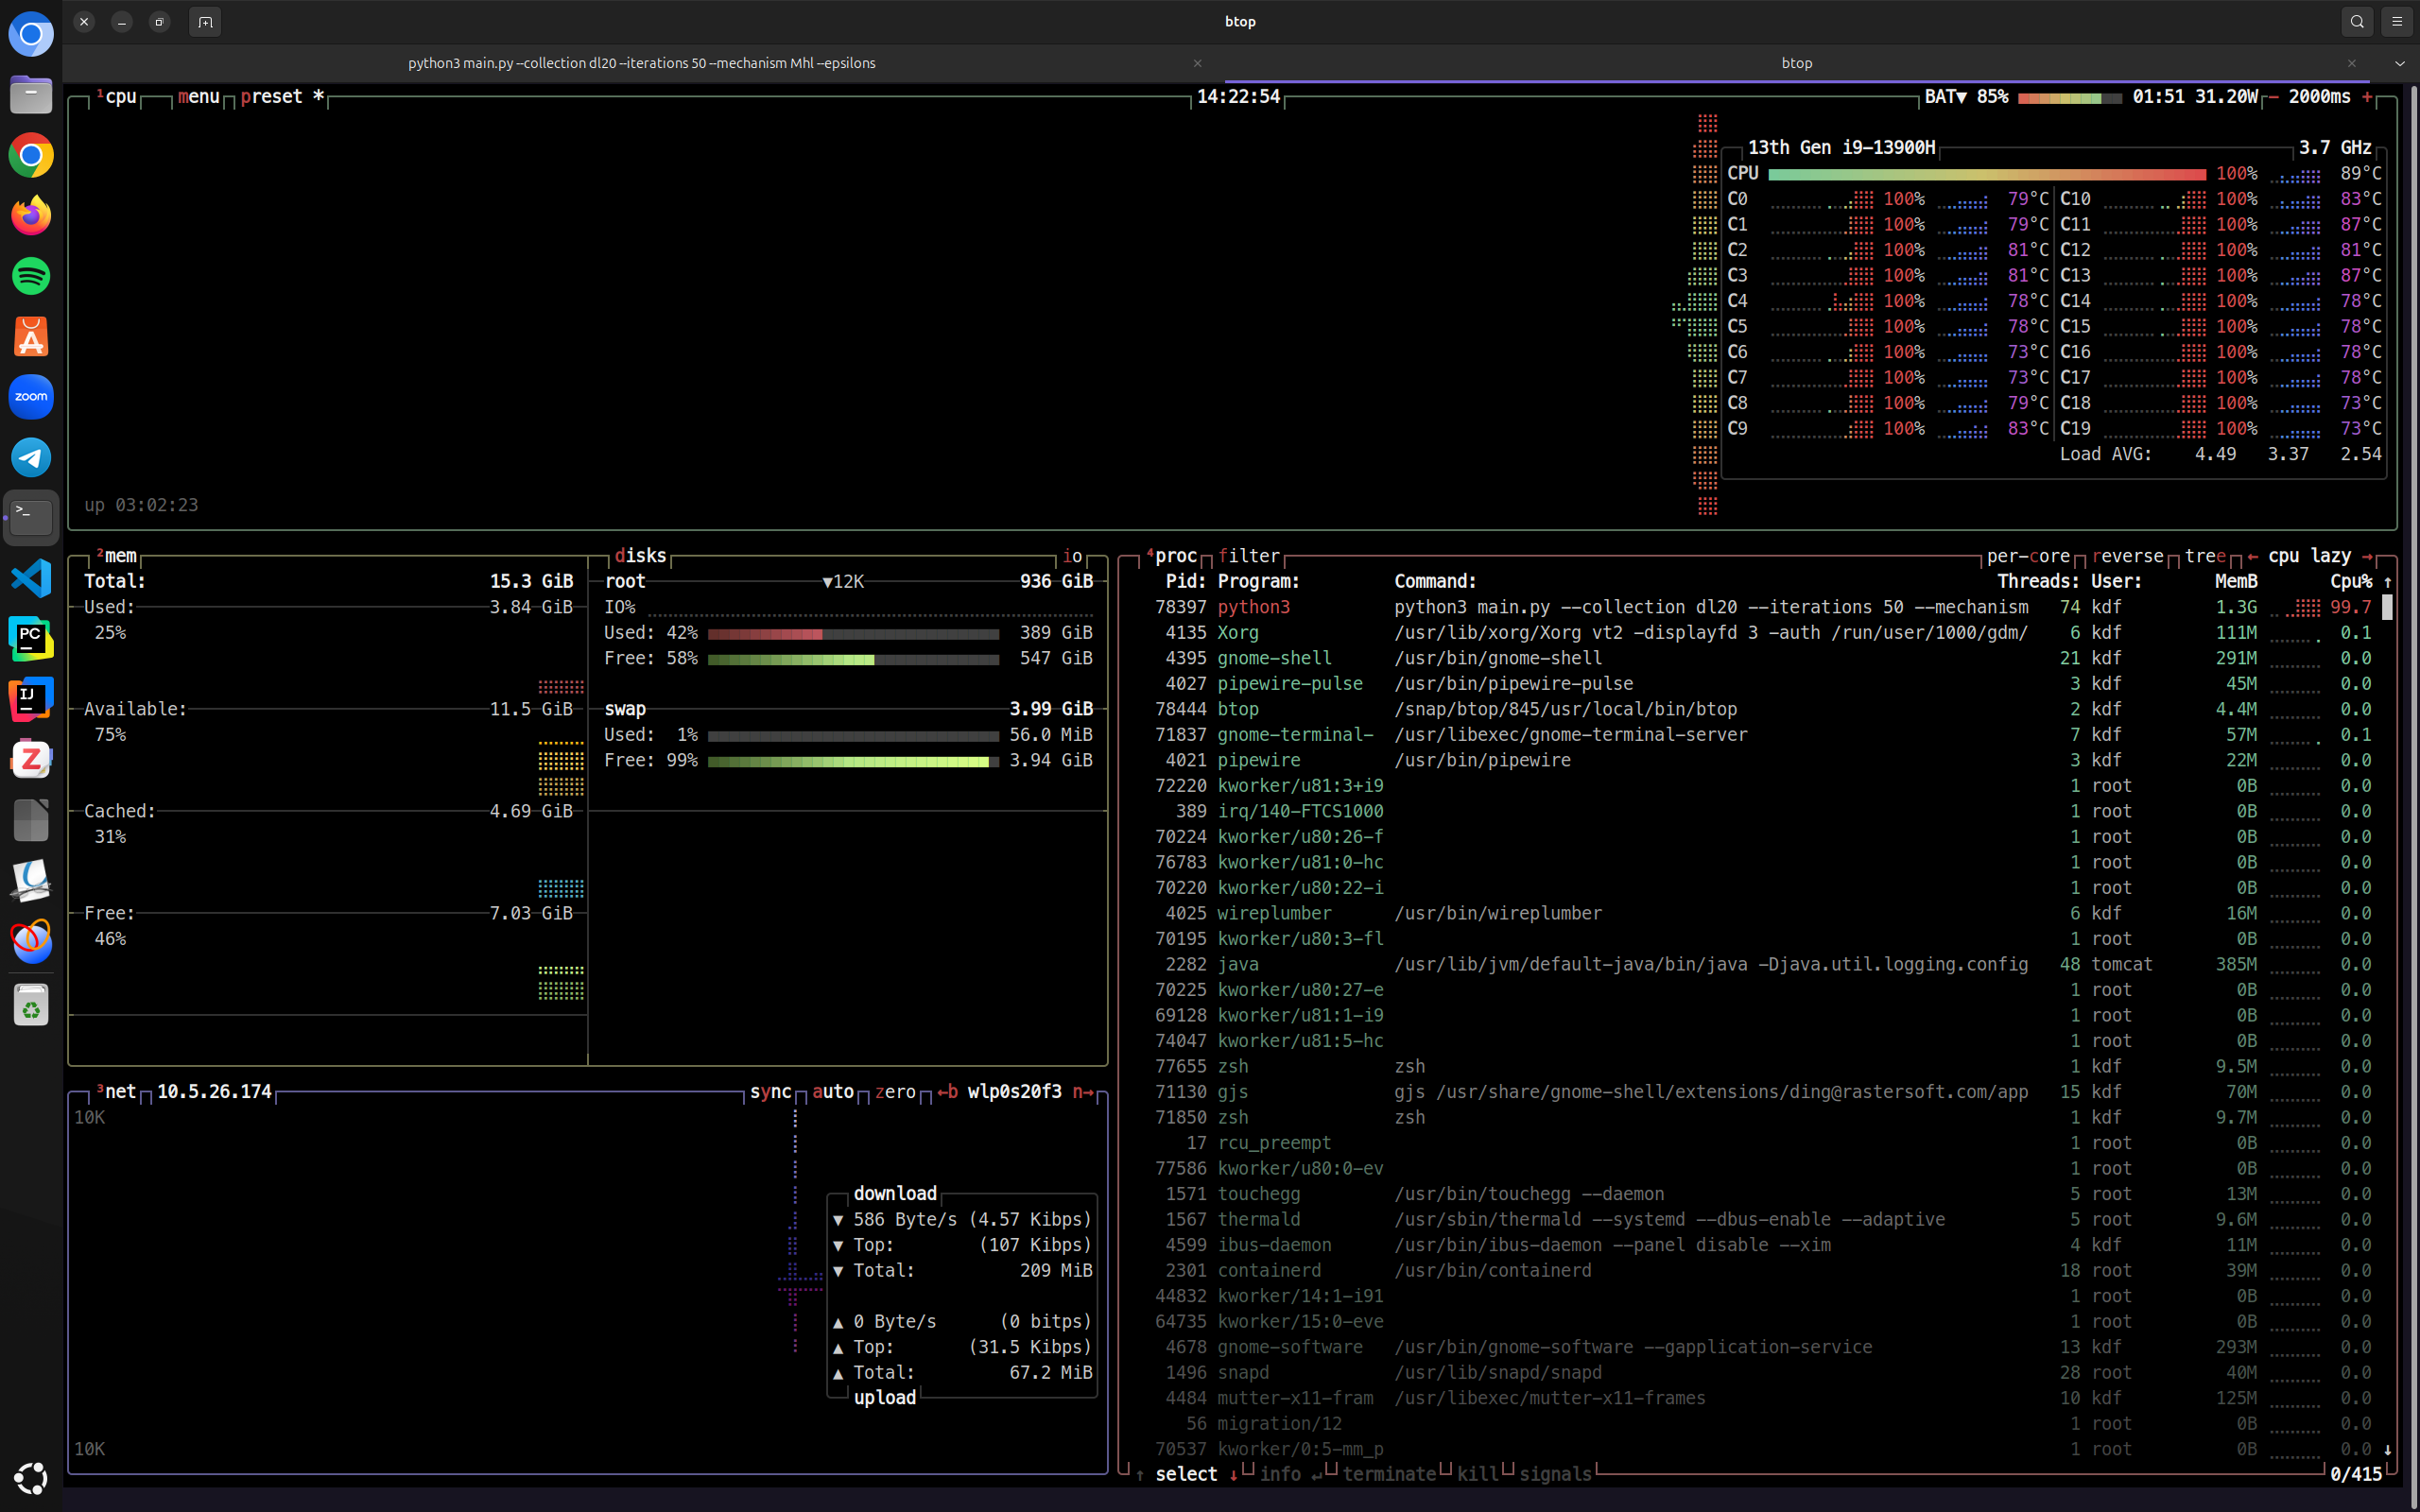 btop
python3 main.py --collection dl20 --iterations 50 --mechanism Mhl --epsilons
btop
¹cpu menu preset * 14:22:54 BAT▼ 85% 01:51 31.20W - 2000ms +
13th Gen i9-13900H 3.7 GHz
CPU 100% 89°C
C0 100% 79°C C10 100% 83°C
C1 100% 79°C C11 100% 87°C
C2 100% 81°C C12 100% 81°C
C3 100% 81°C C13 100% 87°C
C4 100% 78°C C14 100% 78°C
C5 100% 78°C C15 100% 78°C
C6 100% 73°C C16 100% 78°C
C7 100% 73°C C17 100% 78°C
C8 100% 79°C C18 100% 73°C
C9 100% 83°C C19 100% 73°C
Load AVG: 4.49 3.37 2.54
up 03:02:23
²mem
Total: 15.3 GiB
Used: 3.84 GiB
25%
Available: 11.5 GiB
75%
Cached: 4.69 GiB
31%
Free: 7.03 GiB
46%
disks io
root ▼12K 936 GiB
IO%
Used: 42% 389 GiB
Free: 58% 547 GiB
swap 3.99 GiB
Used: 1% 56.0 MiB
Free: 99% 3.94 GiB
³net 10.5.26.174 sync auto zero ←b wlp0s20f3 n→
10K
download
▼ 586 Byte/s (4.57 Kibps)
▼ Top: (107 Kibps)
▼ Total: 209 MiB
▲ 0 Byte/s (0 bitps)
▲ Top: (31.5 Kibps)
▲ Total: 67.2 MiB
upload
10K
⁴proc filter per-core reverse tree ← cpu lazy →
Pid: Program: Command: Threads: User: MemB Cpu% ↑
78397 python3 python3 main.py --collection dl20 --iterations 50 --mechanism 74 kdf 1.3G 99.7
4135 Xorg /usr/lib/xorg/Xorg vt2 -displayfd 3 -auth /run/user/1000/gdm/ 6 kdf 111M 0.1
4395 gnome-shell /usr/bin/gnome-shell 21 kdf 291M 0.0
4027 pipewire-pulse /usr/bin/pipewire-pulse 3 kdf 45M 0.0
78444 btop /snap/btop/845/usr/local/bin/btop 2 kdf 4.4M 0.0
71837 gnome-terminal- /usr/libexec/gnome-terminal-server 7 kdf 57M 0.1
4021 pipewire /usr/bin/pipewire 3 kdf 22M 0.0
72220 kworker/u81:3+i9 1 root 0B 0.0
389 irq/140-FTCS1000 1 root 0B 0.0
70224 kworker/u80:26-f 1 root 0B 0.0
76783 kworker/u81:0-hc 1 root 0B 0.0
70220 kworker/u80:22-i 1 root 0B 0.0
4025 wireplumber /usr/bin/wireplumber 6 kdf 16M 0.0
70195 kworker/u80:3-fl 1 root 0B 0.0
2282 java /usr/lib/jvm/default-java/bin/java -Djava.util.logging.config 48 tomcat 385M 0.0
70225 kworker/u80:27-e 1 root 0B 0.0
69128 kworker/u81:1-i9 1 root 0B 0.0
74047 kworker/u81:5-hc 1 root 0B 0.0
77655 zsh zsh 1 kdf 9.5M 0.0
71130 gjs gjs /usr/share/gnome-shell/extensions/ding@rastersoft.com/app 15 kdf 70M 0.0
71850 zsh zsh 1 kdf 9.7M 0.0
17 rcu_preempt 1 root 0B 0.0
77586 kworker/u80:0-ev 1 root 0B 0.0
1571 touchegg /usr/bin/touchegg --daemon 5 root 13M 0.0
1567 thermald /usr/sbin/thermald --systemd --dbus-enable --adaptive 5 root 9.6M 0.0
4599 ibus-daemon /usr/bin/ibus-daemon --panel disable --xim 4 kdf 11M 0.0
2301 containerd /usr/bin/containerd 18 root 39M 0.0
44832 kworker/14:1-i91 1 root 0B 0.0
64735 kworker/15:0-eve 1 root 0B 0.0
4678 gnome-software /usr/bin/gnome-software --gapplication-service 13 kdf 293M 0.0
1496 snapd /usr/lib/snapd/snapd 28 root 40M 0.0
4484 mutter-x11-fram /usr/libexec/mutter-x11-frames 10 kdf 125M 0.0
56 migration/12 1 root 0B 0.0
70537 kworker/0:5-mm_p 1 root 0B 0.0 ↓
↑ select ↓ info ↵ terminate kill signals 0/415
zoom
PC
IJ
Z